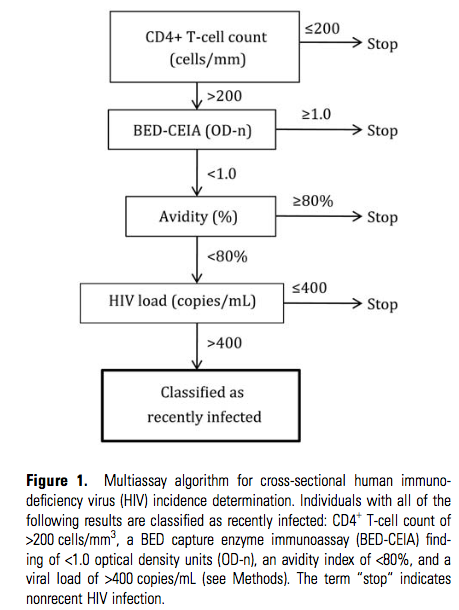 CD4+ T-cell count
(cells/mm)
≤200
Stop
>200
BED-CEIA (OD-n)
≥1.0
Stop
<1.0
Avidity (%)
≥80%
Stop
<80%
HIV load (copies/mL)
≤400
Stop
>400
Classified as
recently infected
Figure 1. Multiassay algorithm for cross-sectional human immuno-
deficiency virus (HIV) incidence determination. Individuals with all of the
following results are classified as recently infected: CD4⁺ T-cell count of
>200 cells/mm³, a BED capture enzyme immunoassay (BED-CEIA) find-
ing of <1.0 optical density units (OD-n), an avidity index of <80%, and a
viral load of >400 copies/mL (see Methods). The term “stop” indicates
nonrecent HIV infection.